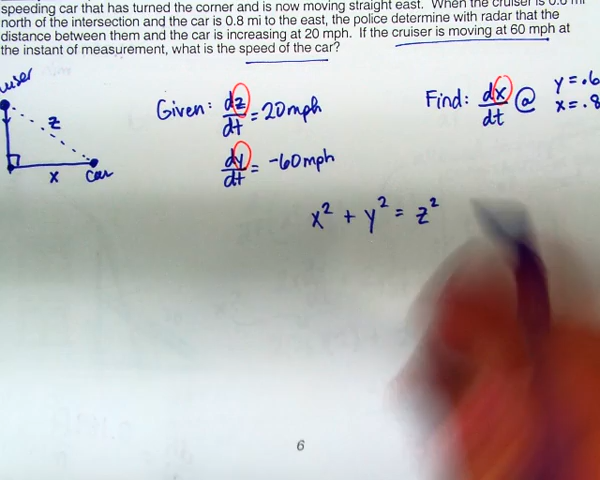 speeding car that has turned the corner and is now moving straight east. When the cruiser is 0.6 mi
north of the intersection and the car is 0.8 mi to the east, the police determine with radar that the
distance between them and the car is increasing at 20 mph. If the cruiser is moving at 60 mph at
the instant of measurement, what is the speed of the car?
Given: dz/dt = 20mph
Find: dx/dt @ y = .6
x = .8
z
x car
dy/dt = -60mph
x² + y² = z²
6